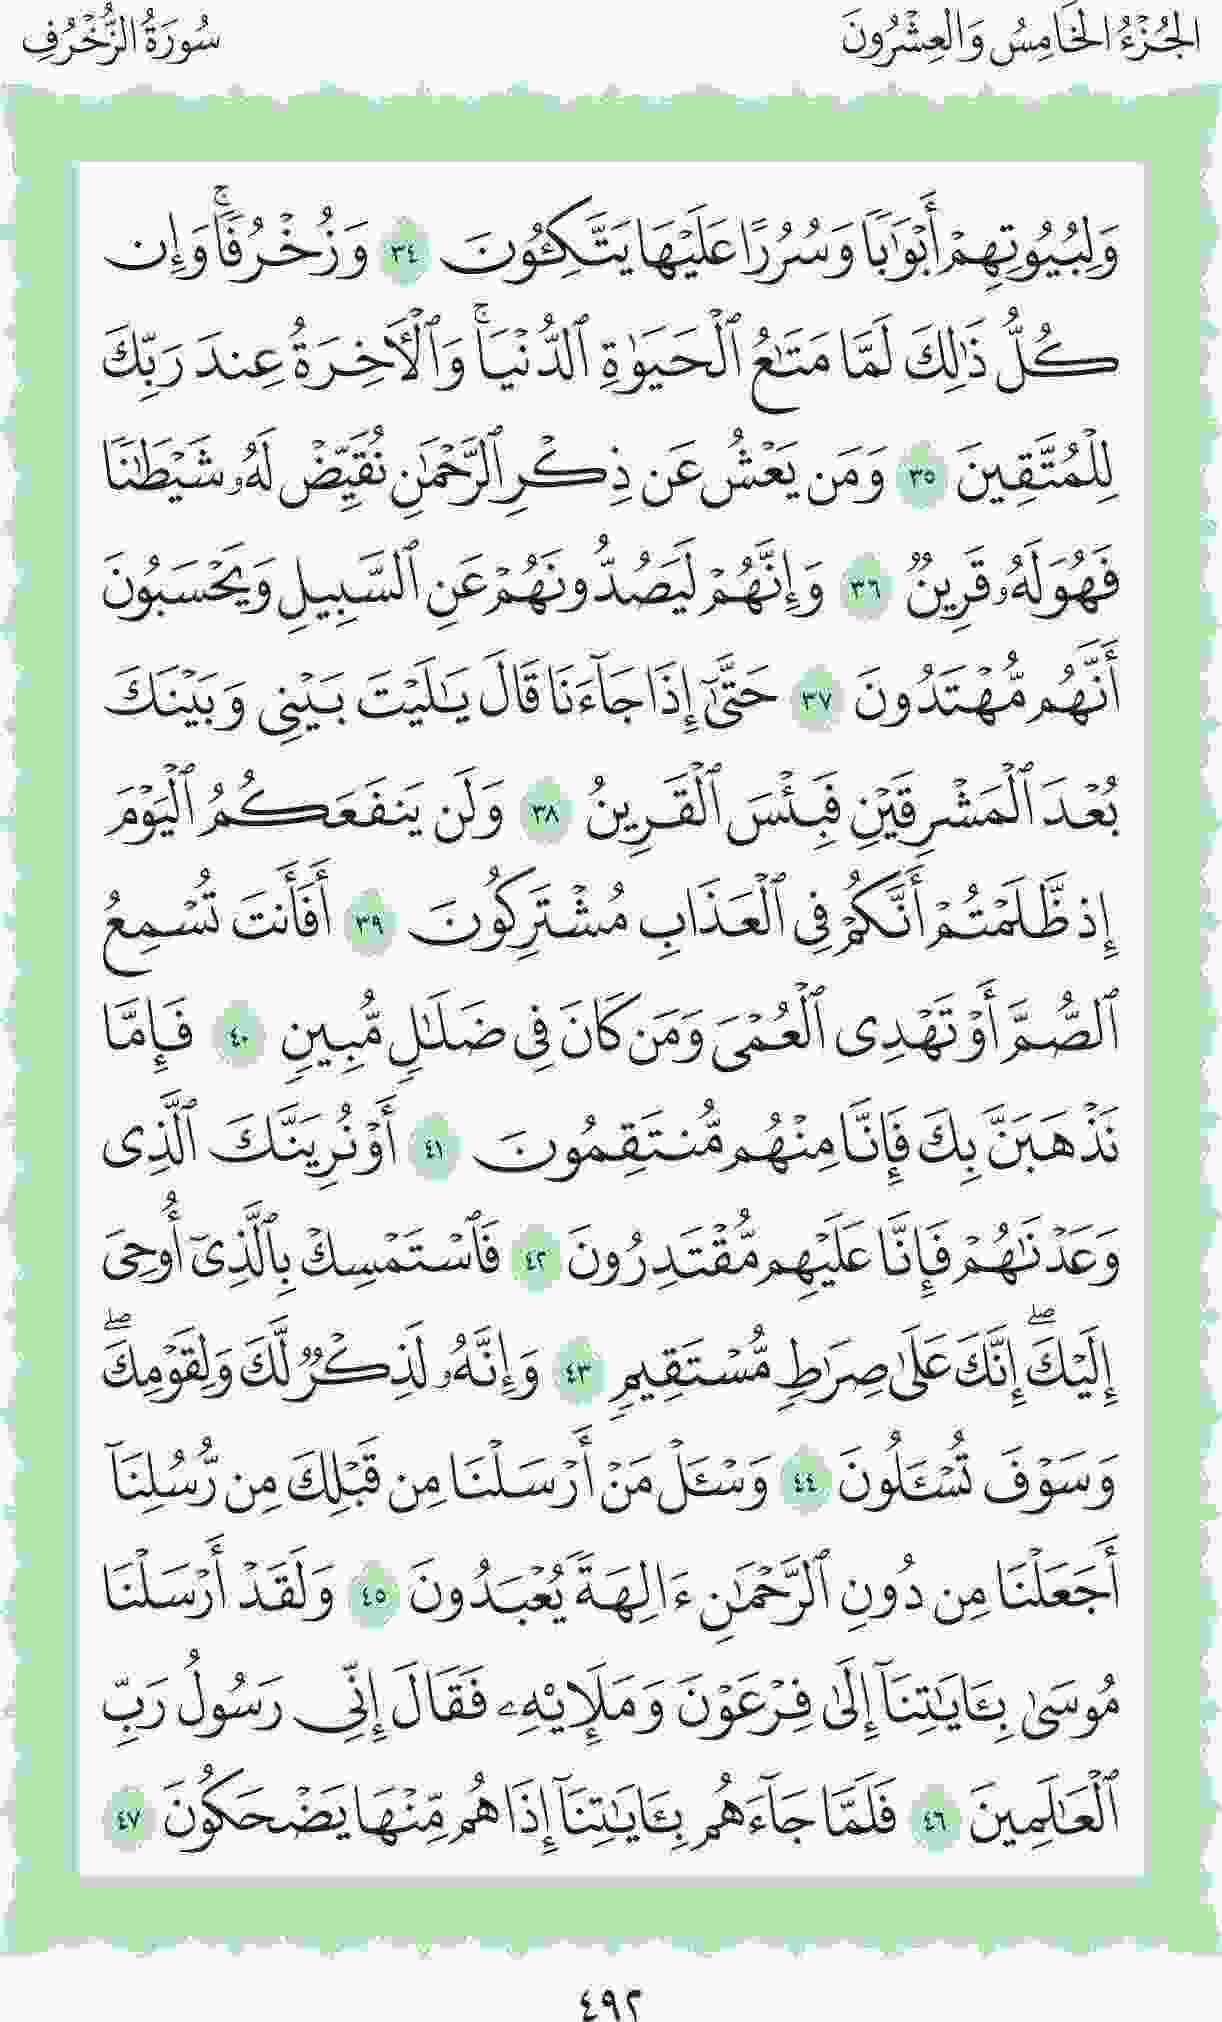 الجُزْءُ الخَامِسُ وَالعِشْرُونَ
سُورَةُ الزُّخْرُفِ
وَلِبُيُوتِهِمْ أَبْوَٰبًا وَسُرُرًا عَلَيْهَا يَتَّكِـُٔونَ ٣٤ وَزُخْرُفًا ۚ وَإِن
كُلُّ ذَٰلِكَ لَمَّا مَتَٰعُ ٱلْحَيَوٰةِ ٱلدُّنْيَا ۚ وَٱلْأٓخِرَةُ عِندَ رَبِّكَ
لِلْمُتَّقِينَ ٣٥ وَمَن يَعْشُ عَن ذِكْرِ ٱلرَّحْمَٰنِ نُقَيِّضْ لَهُۥ شَيْطَٰنًا
فَهُوَ لَهُۥ قَرِينٌ ٣٦ وَإِنَّهُمْ لَيَصُدُّونَهُمْ عَنِ ٱلسَّبِيلِ وَيَحْسَبُونَ
أَنَّهُم مُّهْتَدُونَ ٣٧ حَتَّىٰٓ إِذَا جَآءَنَا قَالَ يَٰلَيْتَ بَيْنِى وَبَيْنَكَ
بُعْدَ ٱلْمَشْرِقَيْنِ فَبِئْسَ ٱلْقَرِينُ ٣٨ وَلَن يَنفَعَكُمُ ٱلْيَوْمَ
إِذ ظَّلَمْتُمْ أَنَّكُمْ فِى ٱلْعَذَابِ مُشْتَرِكُونَ ٣٩ أَفَأَنتَ تُسْمِعُ
ٱلصُّمَّ أَوْ تَهْدِى ٱلْعُمْىَ وَمَن كَانَ فِى ضَلَٰلٍ مُّبِينٍ ٤٠ فَإِمَّا
نَذْهَبَنَّ بِكَ فَإِنَّا مِنْهُم مُّنتَقِمُونَ ٤١ أَوْ نُرِيَنَّكَ ٱلَّذِى
وَعَدْنَٰهُمْ فَإِنَّا عَلَيْهِم مُّقْتَدِرُونَ ٤٢ فَٱسْتَمْسِكْ بِٱلَّذِىٓ أُوحِىَ
إِلَيْكَ ۖ إِنَّكَ عَلَىٰ صِرَٰطٍ مُّسْتَقِيمٍ ٤٣ وَإِنَّهُۥ لَذِكْرٌ لَّكَ وَلِقَوْمِكَ ۖ
وَسَوْفَ تُسْـَٔلُونَ ٤٤ وَسْـَٔلْ مَنْ أَرْسَلْنَا مِن قَبْلِكَ مِن رُّسُلِنَآ
أَجَعَلْنَا مِن دُونِ ٱلرَّحْمَٰنِ ءَالِهَةً يُعْبَدُونَ ٤٥ وَلَقَدْ أَرْسَلْنَا
مُوسَىٰ بِـَٔايَٰتِنَآ إِلَىٰ فِرْعَوْنَ وَمَلَإِي۟هِۦ فَقَالَ إِنِّى رَسُولُ رَبِّ
ٱلْعَٰلَمِينَ ٤٦ فَلَمَّا جَآءَهُم بِـَٔايَٰتِنَآ إِذَا هُم مِّنْهَا يَضْحَكُونَ ٤٧
٤٩٢